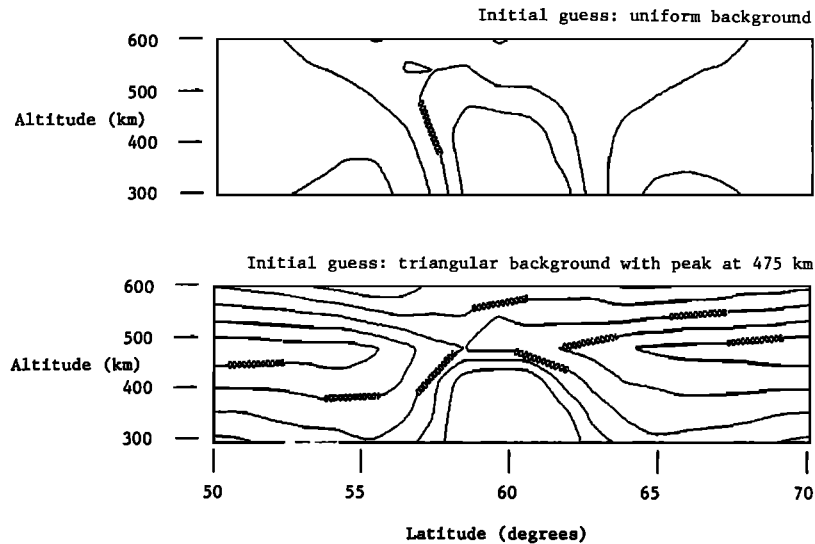 Initial guess: uniform background
600
500
Altitude (km)
400
300
Initial guess: triangular background with peak at 475 km
600
500
Altitude (km)
400
300
50 55 60 65 70
Latitude (degrees)